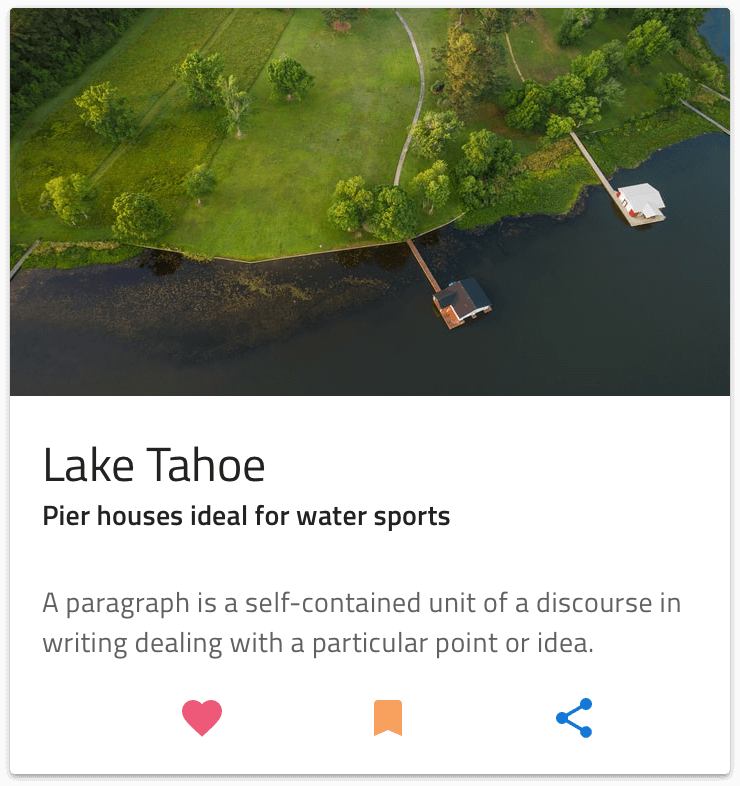 Lake Tahoe
Pier houses ideal for water sports
A paragraph is a self-contained unit of a discourse in
writing dealing with a particular point or idea.